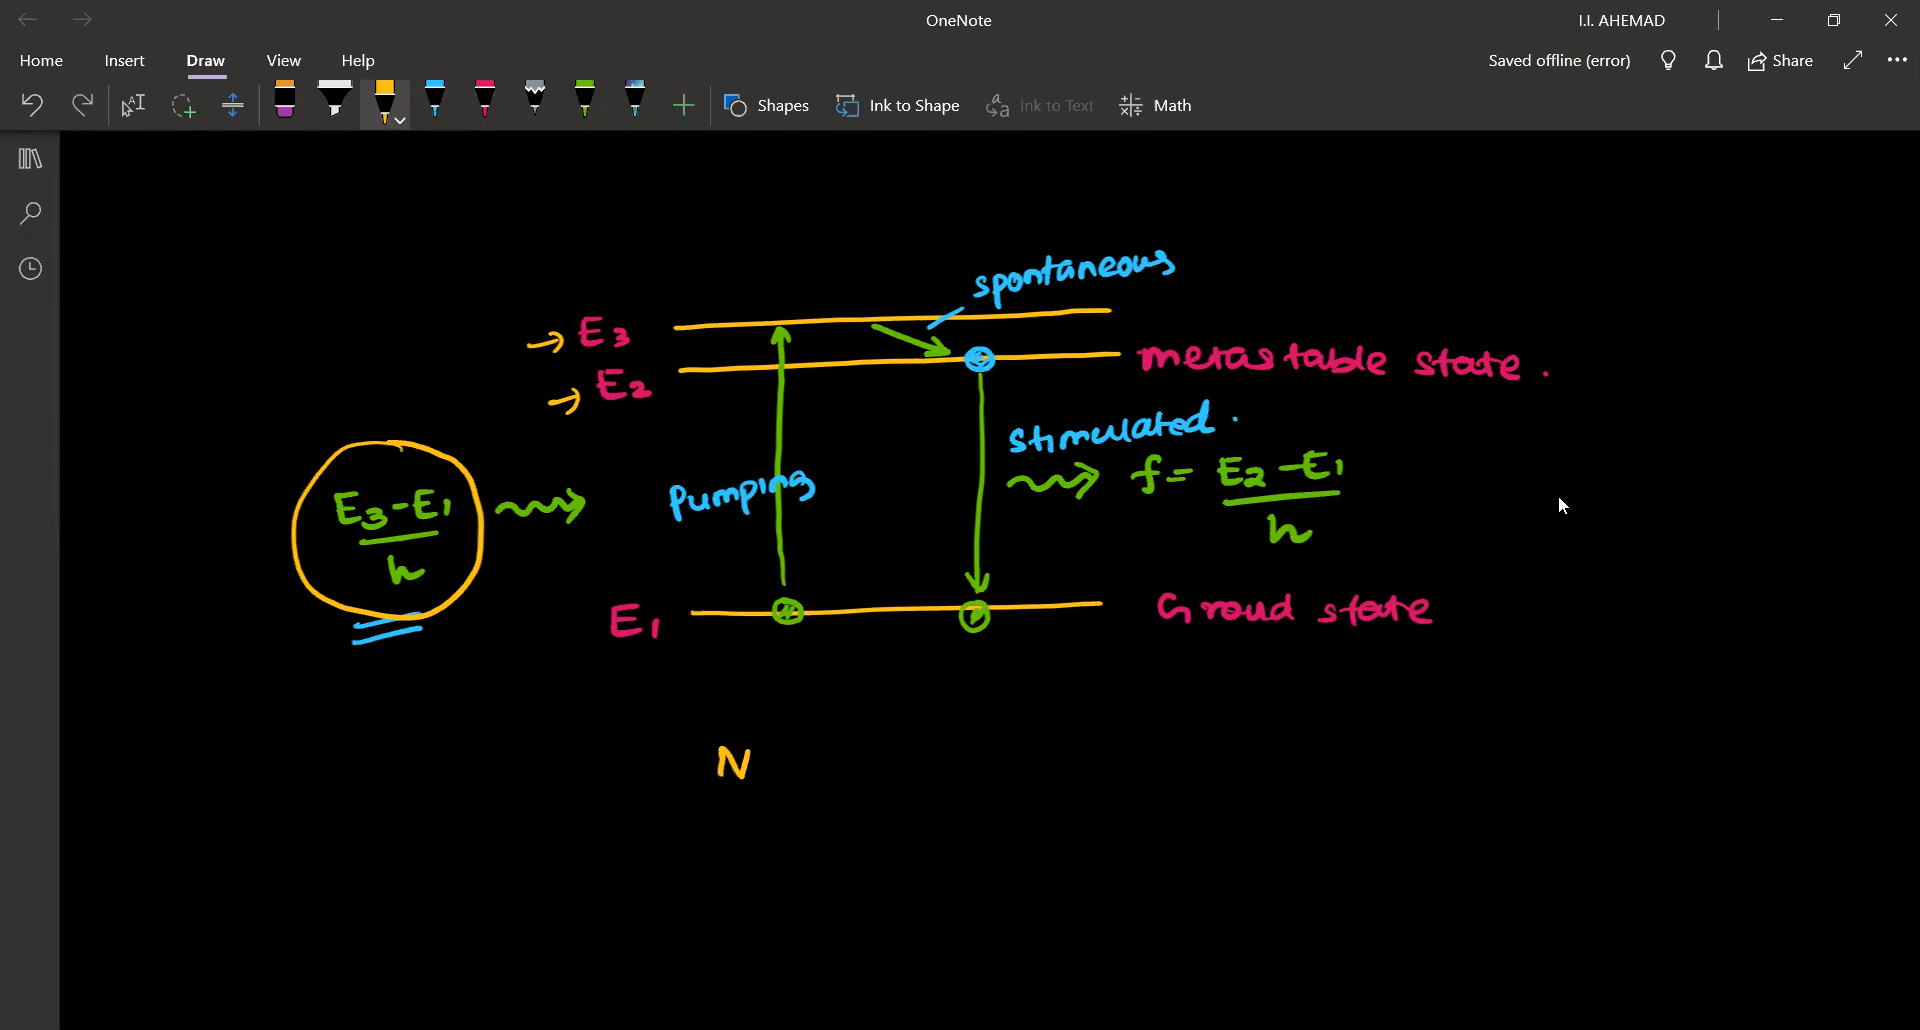 OneNote
I.I. AHEMAD
Home Insert Draw View Help
Saved offline (error) Share
Shapes Ink to Shape Ink to Text Math
spontaneous
→ E3
→ E2
metastable state.
stimulated.
f = E2 - E1 / h
E3 - E1 / h
Pumping
E1
Groud state
N